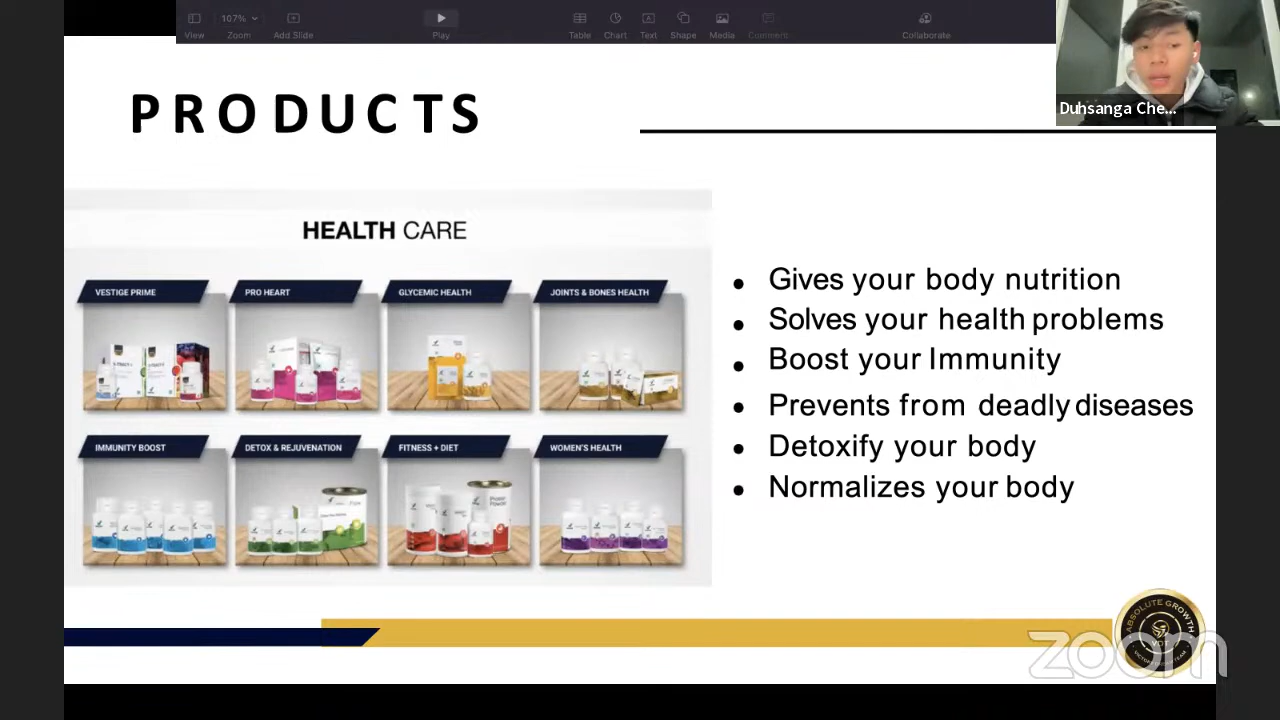 107%
View
Zoom
Add Slide
Play
Table
Chart
Text
Shape
Media
Comment
Collaborate
Duhsanga Che...
PRODUCTS
HEALTH CARE
VESTIGE PRIME
PRO HEART
GLYCEMIC HEALTH
JOINTS & BONES HEALTH
IMMUNITY BOOST
DETOX & REJUVENATION
FITNESS + DIET
WOMEN'S HEALTH
• Gives your body nutrition
• Solves your health problems
• Boost your Immunity
• Prevents from deadly diseases
• Detoxify your body
• Normalizes your body
ABSOLUTE GROWTH
zoom